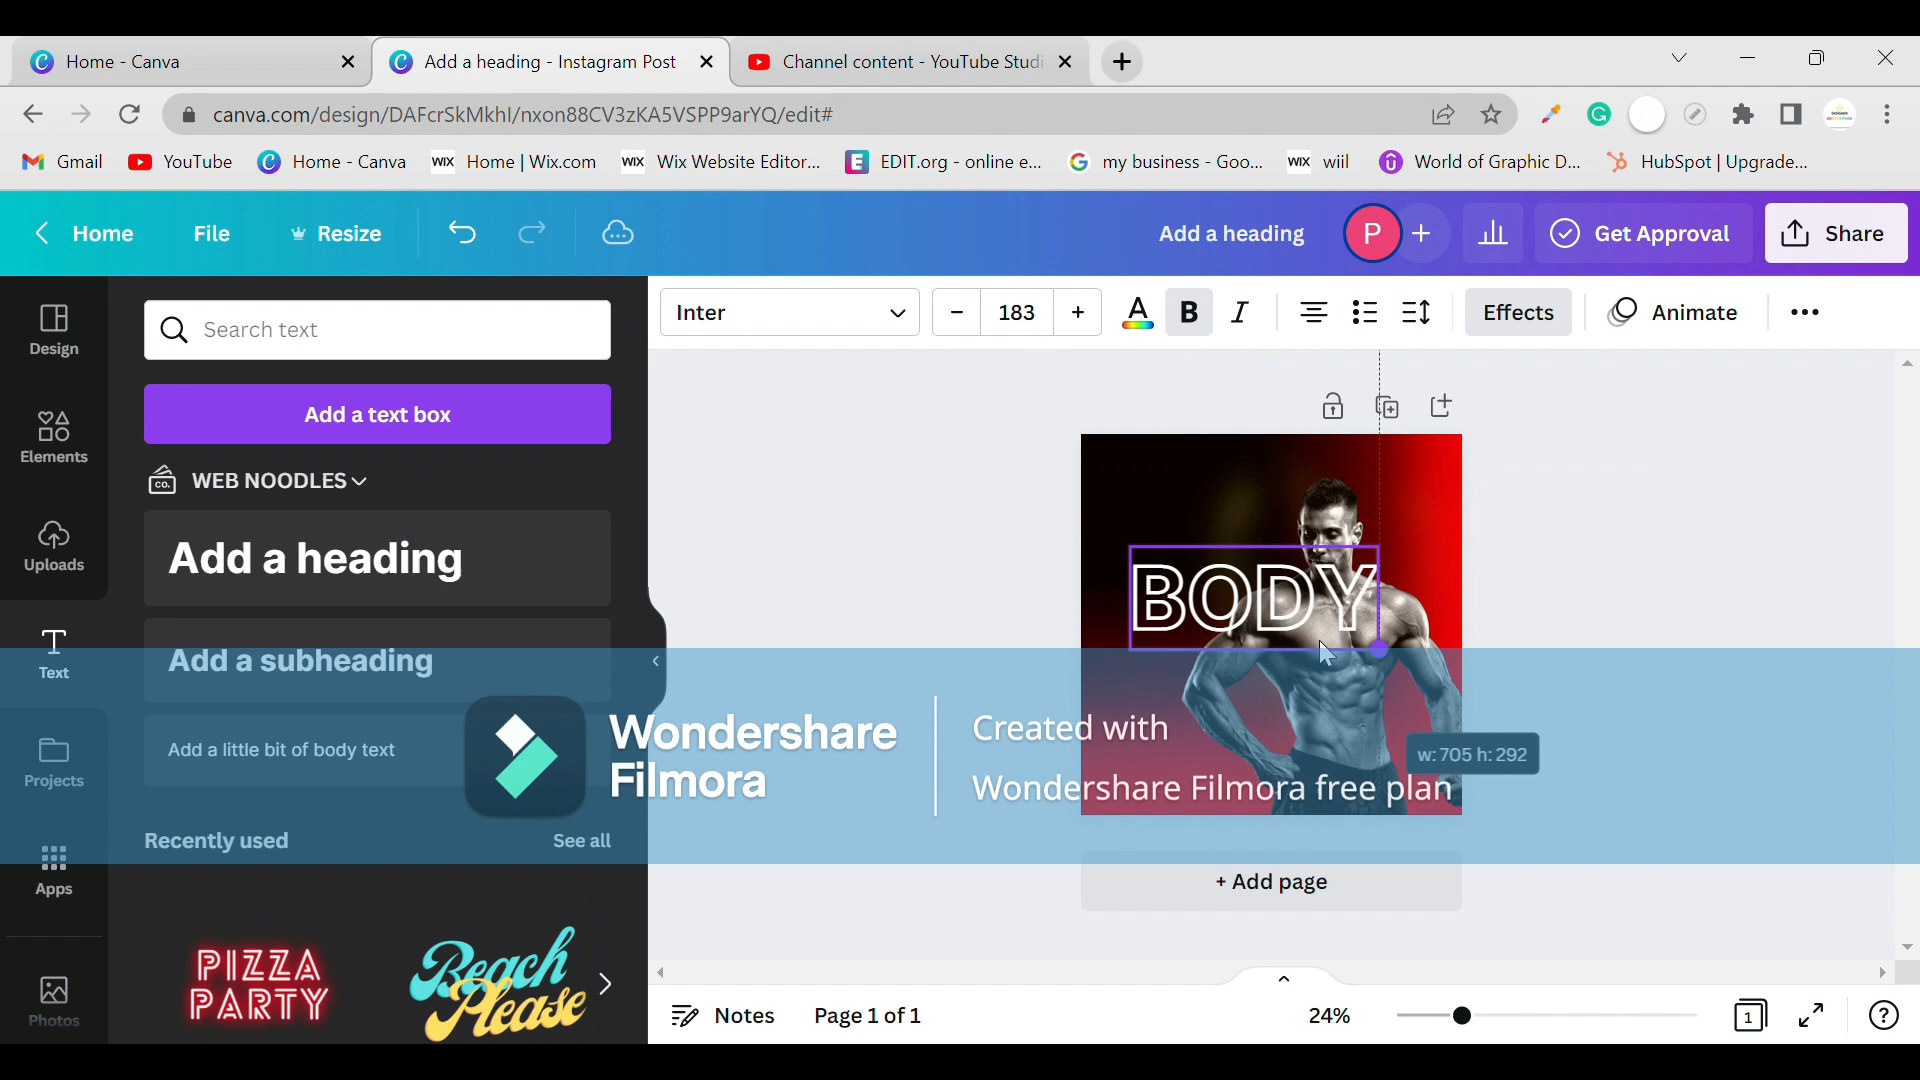 Home - Canva
Add a heading - Instagram Post
Channel content - YouTube Studi
canva.com/design/DAFcrSkMkhI/nxon88CV3zKA5VSPP9arYQ/edit#
Gmail
YouTube
Home - Canva
WIX Home | Wix.com
WIX Wix Website Editor...
EDIT.org - online e...
my business - Goo...
WIX wiil
World of Graphic D...
HubSpot | Upgrade...
Home
File
Resize
Add a heading
P
+
Get Approval
Share
Design
Elements
Uploads
Text
Projects
Apps
Photos
Search text
Add a text box
CO. WEB NOODLES
Add a heading
Add a subheading
Add a little bit of body text
Recently used
See all
PIZZA
PARTY
Beach
Please
Inter
- 183 +
A
B
I
Effects
Animate
BODY
w: 705 h: 292
Wondershare
Filmora
Created with
Wondershare Filmora free plan
+ Add page
Notes
Page 1 of 1
24%
1
?